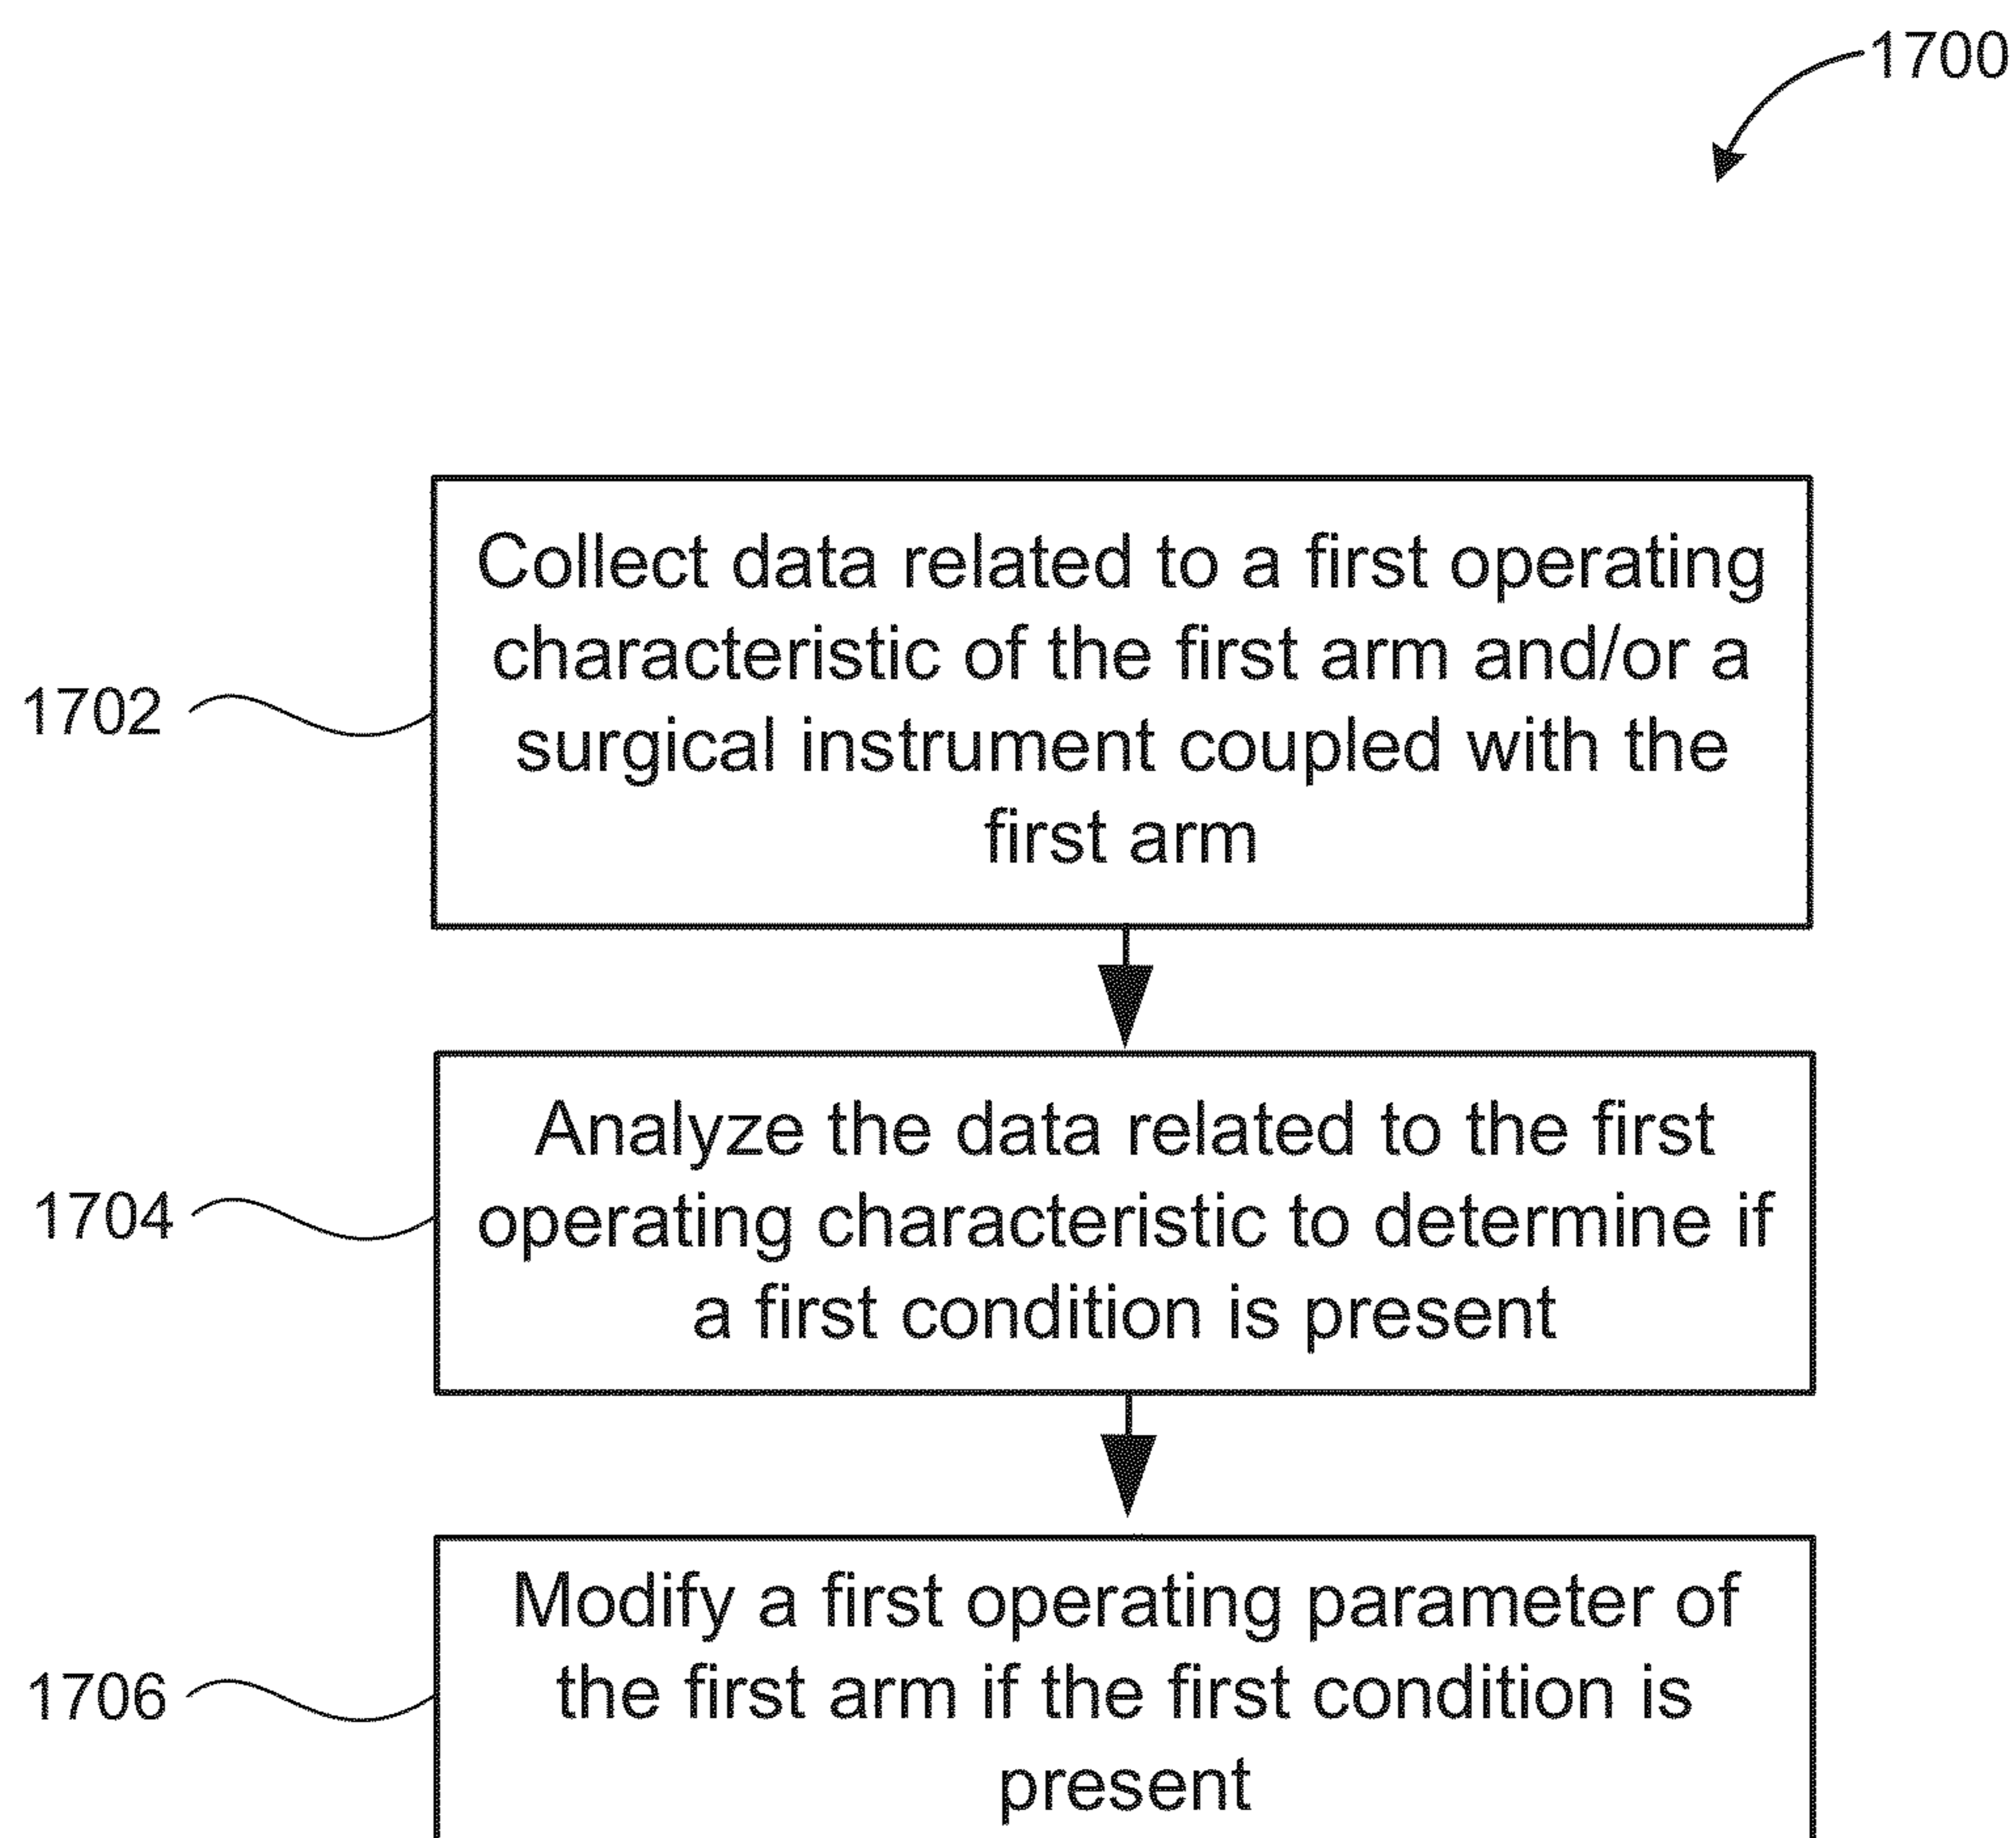 1700
Collect data related to a first operating
characteristic of the first arm and/or a
surgical instrument coupled with the
first arm
1702
Analyze the data related to the first
operating characteristic to determine if
a first condition is present
1704
Modify a first operating parameter of
the first arm if the first condition is
present
1706